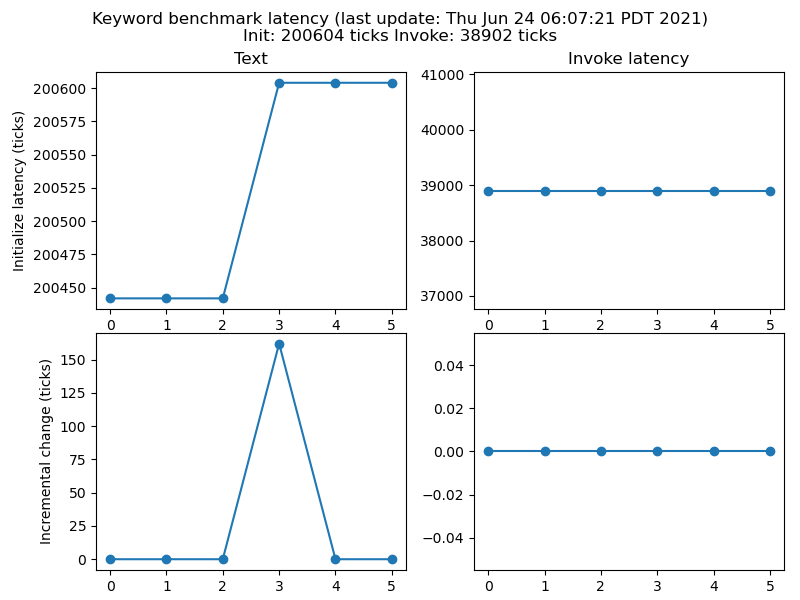 Keyword benchmark latency (last update: Thu Jun 24 06:07:21 PDT 2021)
Init: 200604 ticks Invoke: 38902 ticks
Text
Initialize latency (ticks)
200600
200575
200550
200525
200500
200475
200450
0 1 2 3 4 5
Invoke latency
41000
40000
39000
38000
37000
0 1 2 3 4 5
Incremental change (ticks)
150
125
100
75
50
25
0
0 1 2 3 4 5
0.04
0.02
0.00
−0.02
−0.04
0 1 2 3 4 5